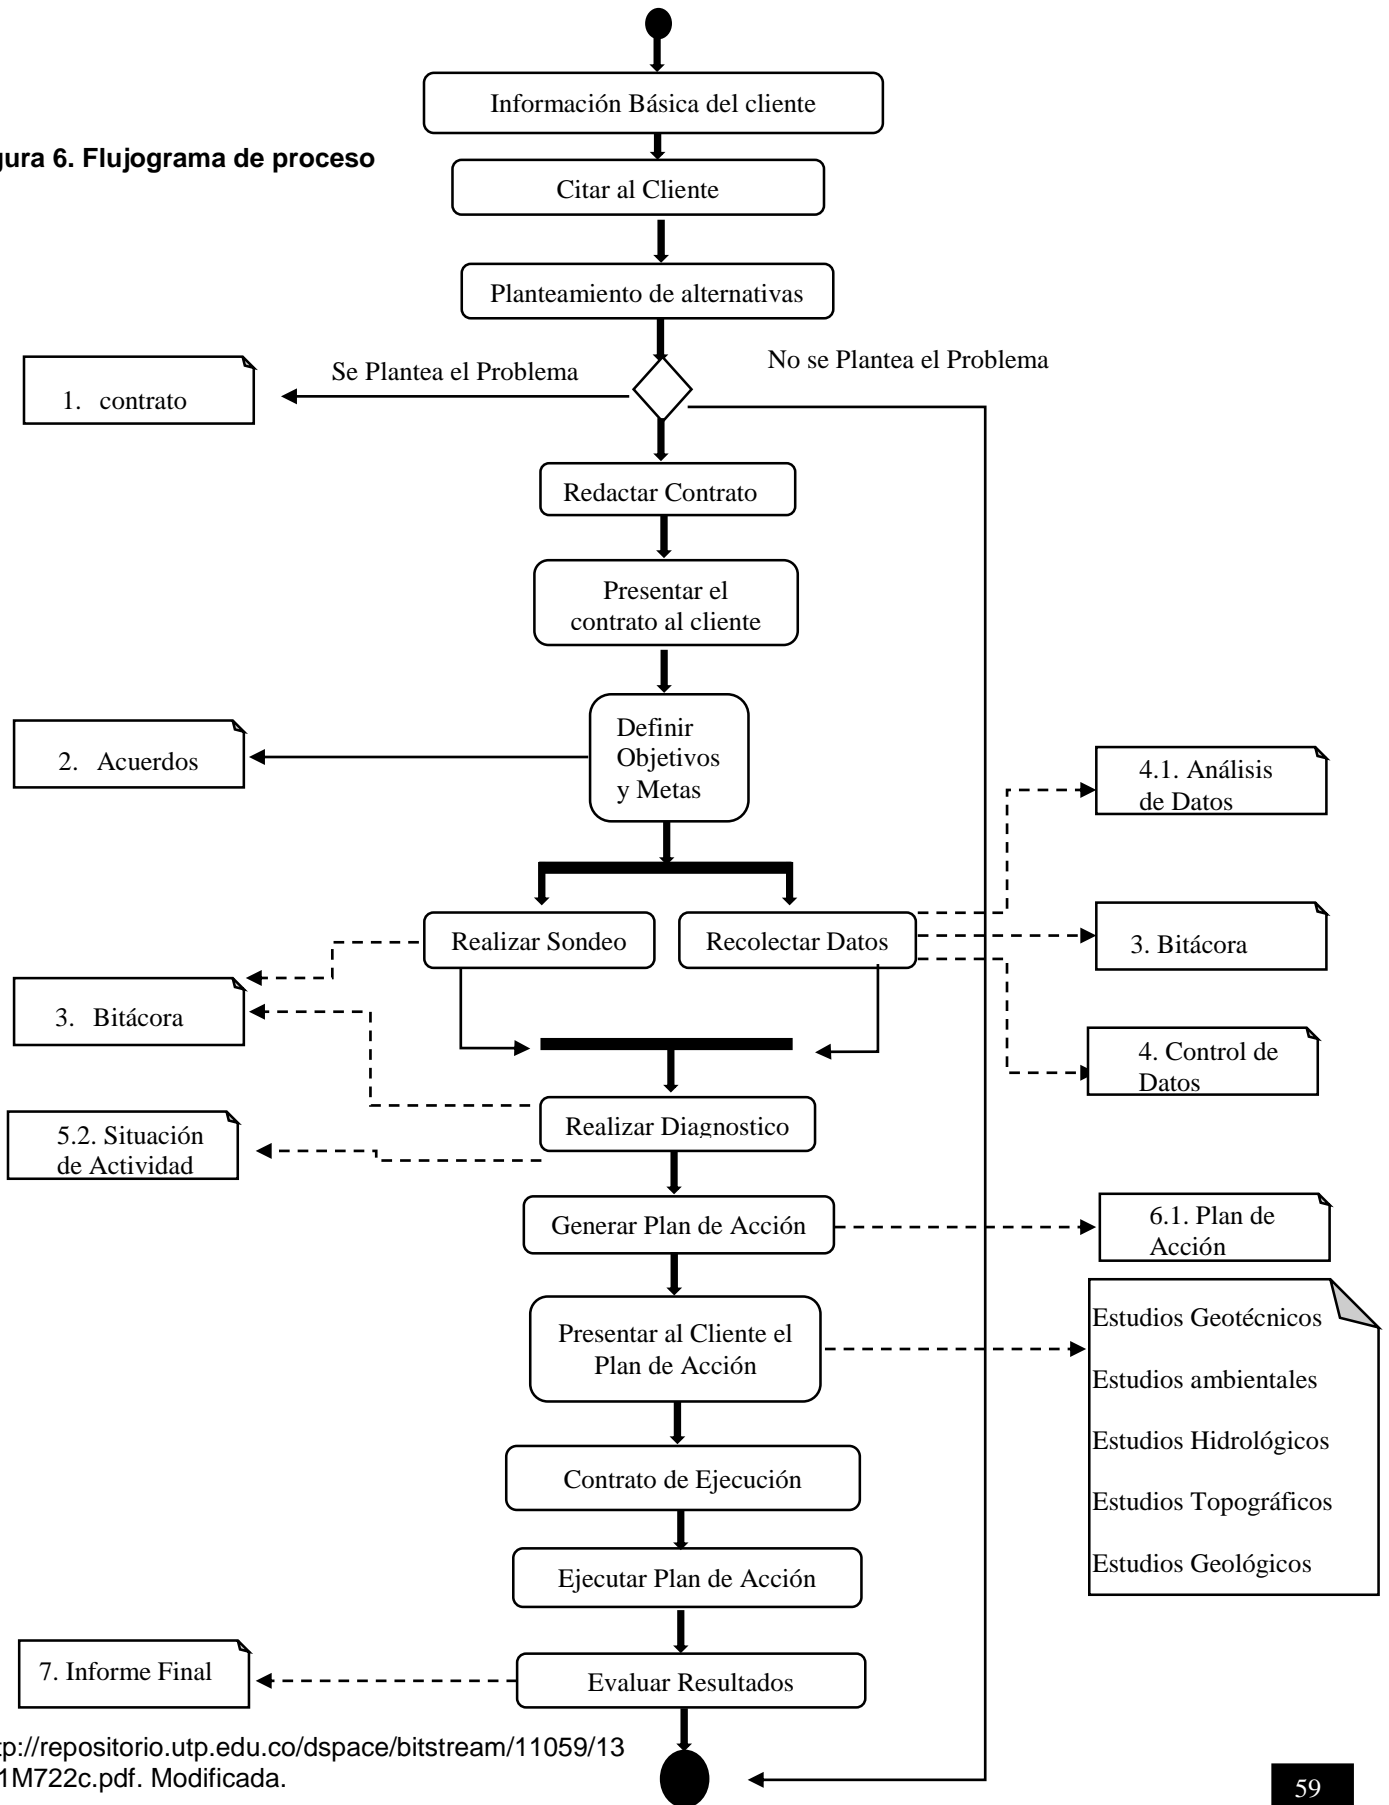 Información Básica del cliente
gura 6. Flujograma de proceso
Citar al Cliente
Planteamiento de alternativas
Se Plantea el Problema
No se Plantea el Problema
1. contrato
Redactar Contrato
Presentar el
contrato al cliente
Definir
Objetivos
y Metas
2. Acuerdos
4.1. Análisis
de Datos
Realizar Sondeo
Recolectar Datos
3. Bitácora
3. Bitácora
4. Control de
Datos
Realizar Diagnostico
5.2. Situación
de Actividad
Generar Plan de Acción
6.1. Plan de
Acción
Presentar al Cliente el
Plan de Acción
Estudios Geotécnicos
Estudios ambientales
Estudios Hidrológicos
Estudios Topográficos
Estudios Geológicos
Contrato de Ejecución
Ejecutar Plan de Acción
7. Informe Final
Evaluar Resultados
tp://repositorio.utp.edu.co/dspace/bitstream/11059/13
1M722c.pdf. Modificada.
59